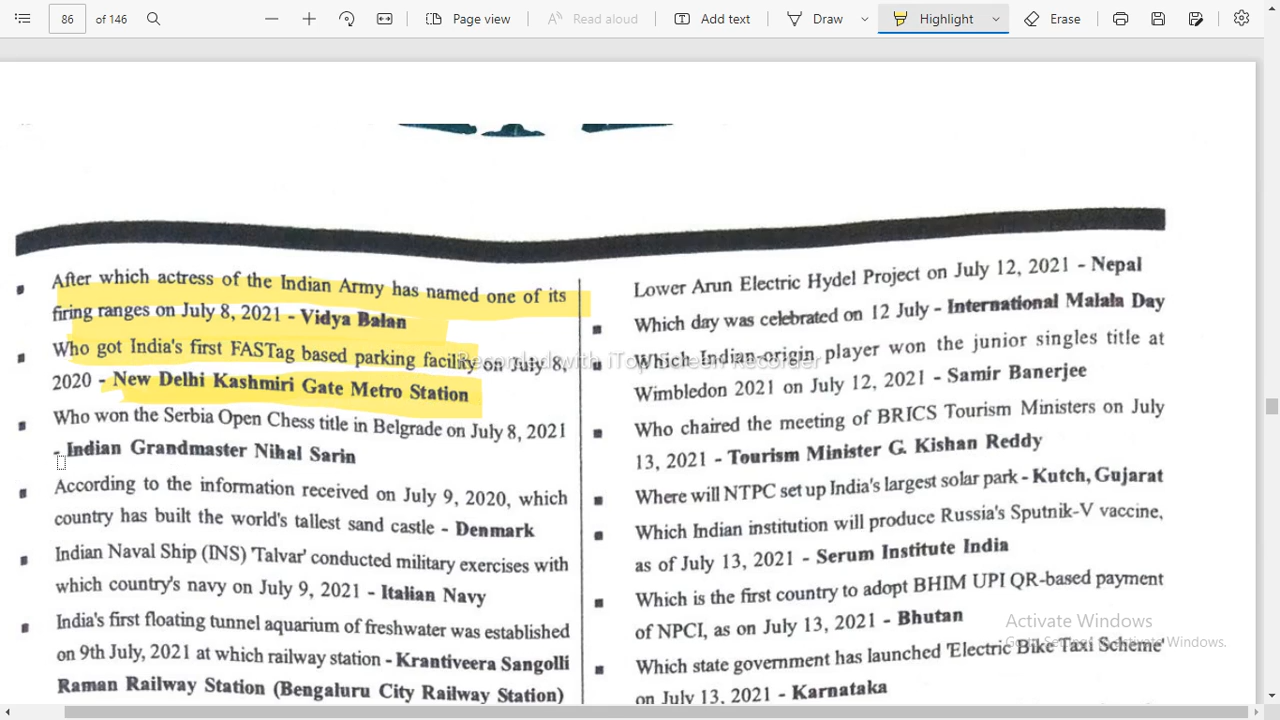 86
of 146
Page view
Read aloud
Add text
Draw
Highlight
Erase
After which actress of the Indian Army has named one of its
firing ranges on July 8, 2021 - Vidya Balan
Who got India's first FASTag based parking facility on July 8,
2020 - New Delhi Kashmiri Gate Metro Station
Who won the Serbia Open Chess title in Belgrade on July 8, 2021
- Indian Grandmaster Nihal Sarin
According to the information received on July 9, 2020, which
country has built the world's tallest sand castle - Denmark
Indian Naval Ship (INS) 'Talvar' conducted military exercises with
which country's navy on July 9, 2021 - Italian Navy
India's first floating tunnel aquarium of freshwater was established
on 9th July, 2021 at which railway station - Krantiveera Sangolli
Raman Railway Station (Bengaluru City Railway Station)
Lower Arun Electric Hydel Project on July 12, 2021 - Nepal
Which day was celebrated on 12 July - International Malala Day
Which Indian-origin player won the junior singles title at
Wimbledon 2021 on July 12, 2021 - Samir Banerjee
Who chaired the meeting of BRICS Tourism Ministers on July
13, 2021 - Tourism Minister G. Kishan Reddy
Where will NTPC set up India's largest solar park - Kutch, Gujarat
Which Indian institution will produce Russia's Sputnik-V vaccine,
as of July 13, 2021 - Serum Institute India
Which is the first country to adopt BHIM UPI QR-based payment
of NPCI, as on July 13, 2021 - Bhutan
Which state government has launched 'Electric Bike Taxi Scheme'
on July 13, 2021 - Karnataka
Recorded with iTop Screen Recorder
Activate Windows
Go to Settings to activate Windows.